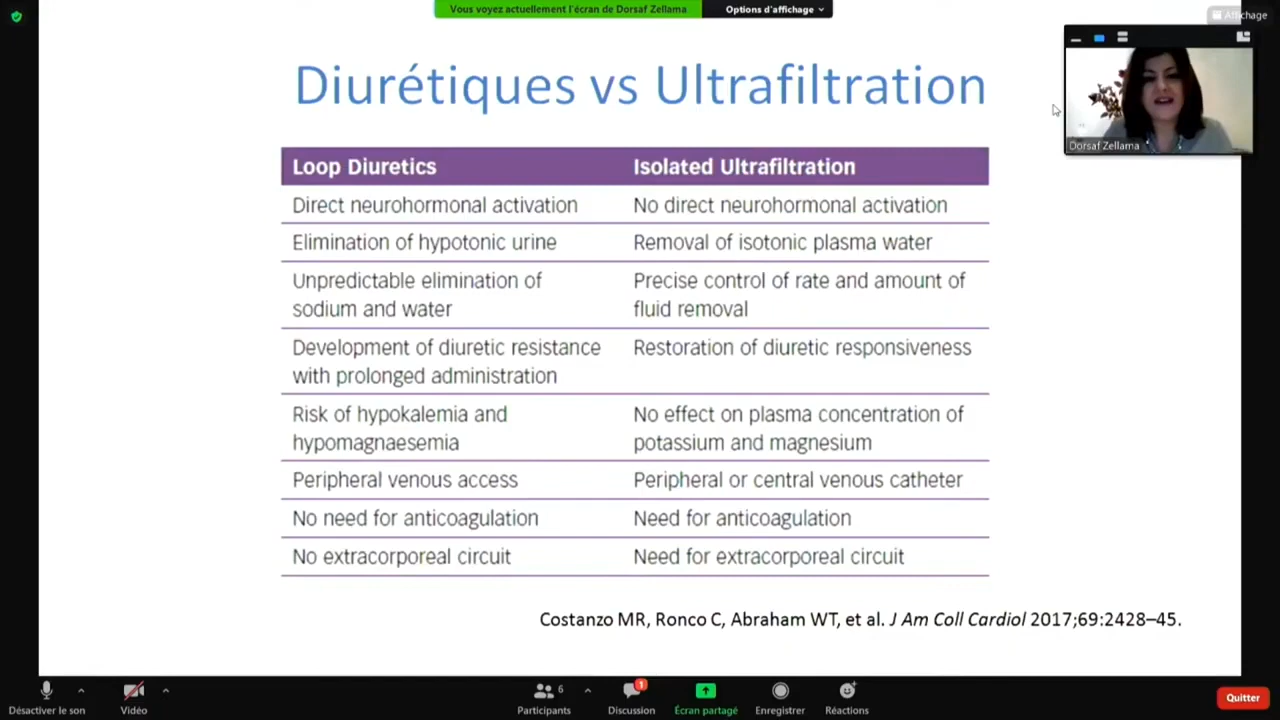 Vous voyez actuellement l'écran de Dorsaf Zellama
Options d'affichage
Affichage
Diurétiques vs Ultrafiltration
Dorsaf Zellama
Loop Diuretics Isolated Ultrafiltration
Direct neurohormonal activation No direct neurohormonal activation
Elimination of hypotonic urine Removal of isotonic plasma water
Unpredictable elimination of Precise control of rate and amount of
sodium and water fluid removal
Development of diuretic resistance Restoration of diuretic responsiveness
with prolonged administration
Risk of hypokalemia and No effect on plasma concentration of
hypomagnaesemia potassium and magnesium
Peripheral venous access Peripheral or central venous catheter
No need for anticoagulation Need for anticoagulation
No extracorporeal circuit Need for extracorporeal circuit
Costanzo MR, Ronco C, Abraham WT, et al. J Am Coll Cardiol 2017;69:2428–45.
6
1
Désactiver le son Vidéo Participants Discussion Écran partagé Enregistrer Réactions Quitter